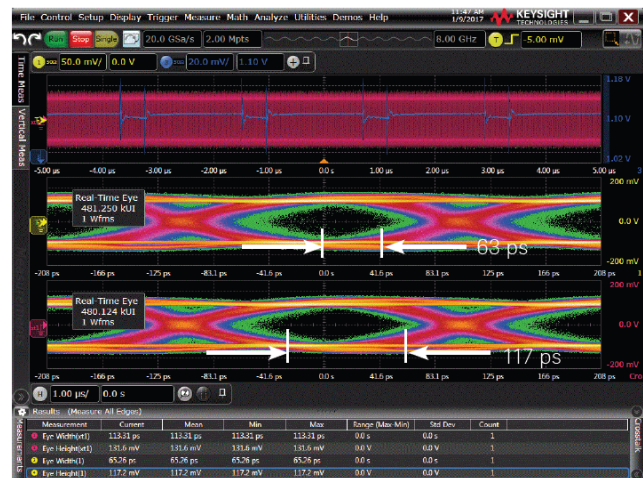 File Control Setup Display Trigger Measure Math Analyze Utilities Demos Help
11:47 AM
1/9/2017
KEYSIGHT
TECHNOLOGIES
Run Stop Single 20.0 GSa/s 2.00 Mpts 8.00 GHz T -5.00 mV
1 50Ω 50.0 mV/ 0.0 V 50Ω 20.0 mV/ 1.10 V
Time Meas
Vertical Meas
1.18 V
1.10 V
1.02 V
-5.00 µs -4.00 µs -3.00 µs -2.00 µs -1.00 µs 0.0 s 1.00 µs 2.00 µs 3.00 µs 4.00 µs 5.00 µs 3
200 mV
Real-Time Eye
481.250 kUI
1 Wfms
0.0 V
63 ps
-200 mV
-208 ps -166 ps -125 ps -83.1 ps -41.6 ps 0.0 s 41.6 ps 83.1 ps 125 ps 166 ps 208 ps 1
200 mV
Real-Time Eye
480.124 kUI
1 Wfms
0.0 V
117 ps
-200 mV
-208 ps -166 ps -125 ps -83.1 ps -41.6 ps 0.0 s 41.6 ps 83.1 ps 125 ps 166 ps 208 ps Cro
H 1.00 µs/ 0.0 s
Results (Measure All Edges)
Measurements
Crosstalk
Measurement Current Mean Min Max Range (Max-Min) Std Dev Count
Eye Width(xt1) 113.31 ps 113.31 ps 113.31 ps 113.31 ps 0.0 s 0.0 s 1
Eye Height(xt1) 131.6 mV 131.6 mV 131.6 mV 131.6 mV 0.0 V 0.0 V 1
Eye Width(1) 65.26 ps 65.26 ps 65.26 ps 65.26 ps 0.0 s 0.0 s 1
Eye Height(1) 117.2 mV 117.2 mV 117.2 mV 117.2 mV 0.0 V 0.0 V 1